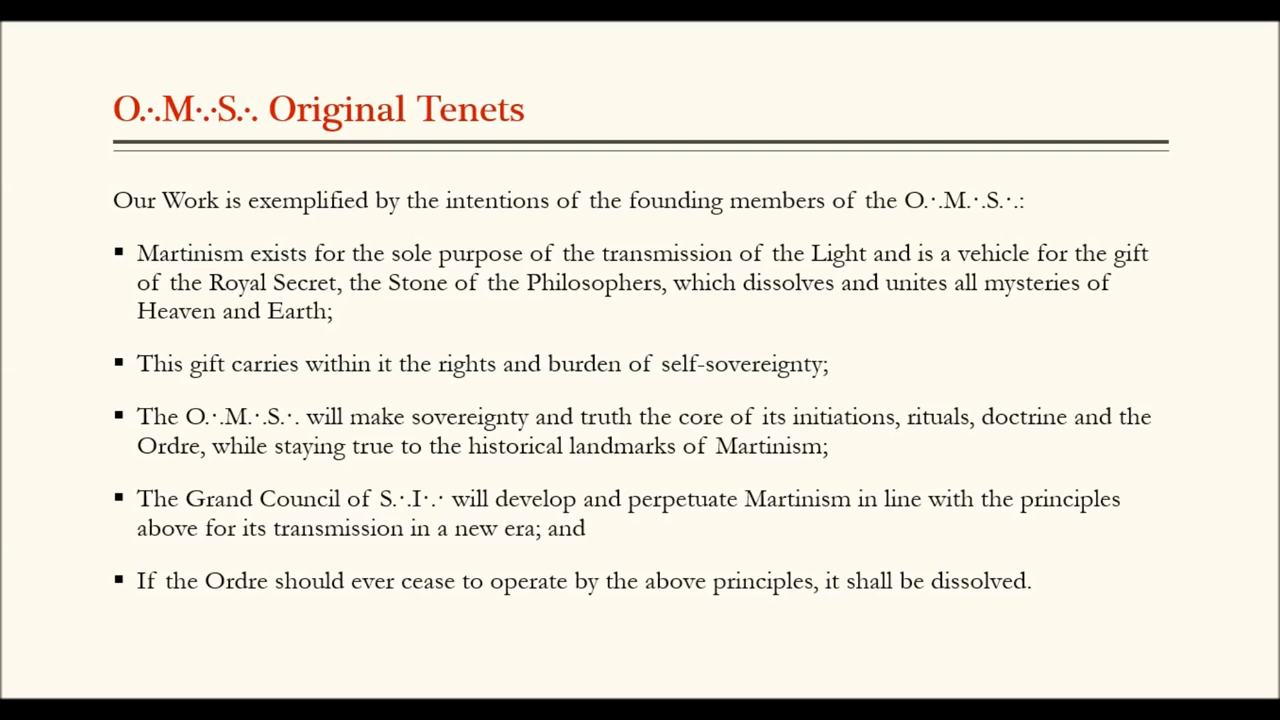 O.·.M·.·S.·. Original Tenets
Our Work is exemplified by the intentions of the founding members of the O.·.M.·.S.·.:
▪ Martinism exists for the sole purpose of the transmission of the Light and is a vehicle for the gift
of the Royal Secret, the Stone of the Philosophers, which dissolves and unites all mysteries of
Heaven and Earth;
▪ This gift carries within it the rights and burden of self-sovereignty;
▪ The O.·.M.·.S.·. will make sovereignty and truth the core of its initiations, rituals, doctrine and the
Ordre, while staying true to the historical landmarks of Martinism;
▪ The Grand Council of S.·.I·.· will develop and perpetuate Martinism in line with the principles
above for its transmission in a new era; and
▪ If the Ordre should ever cease to operate by the above principles, it shall be dissolved.